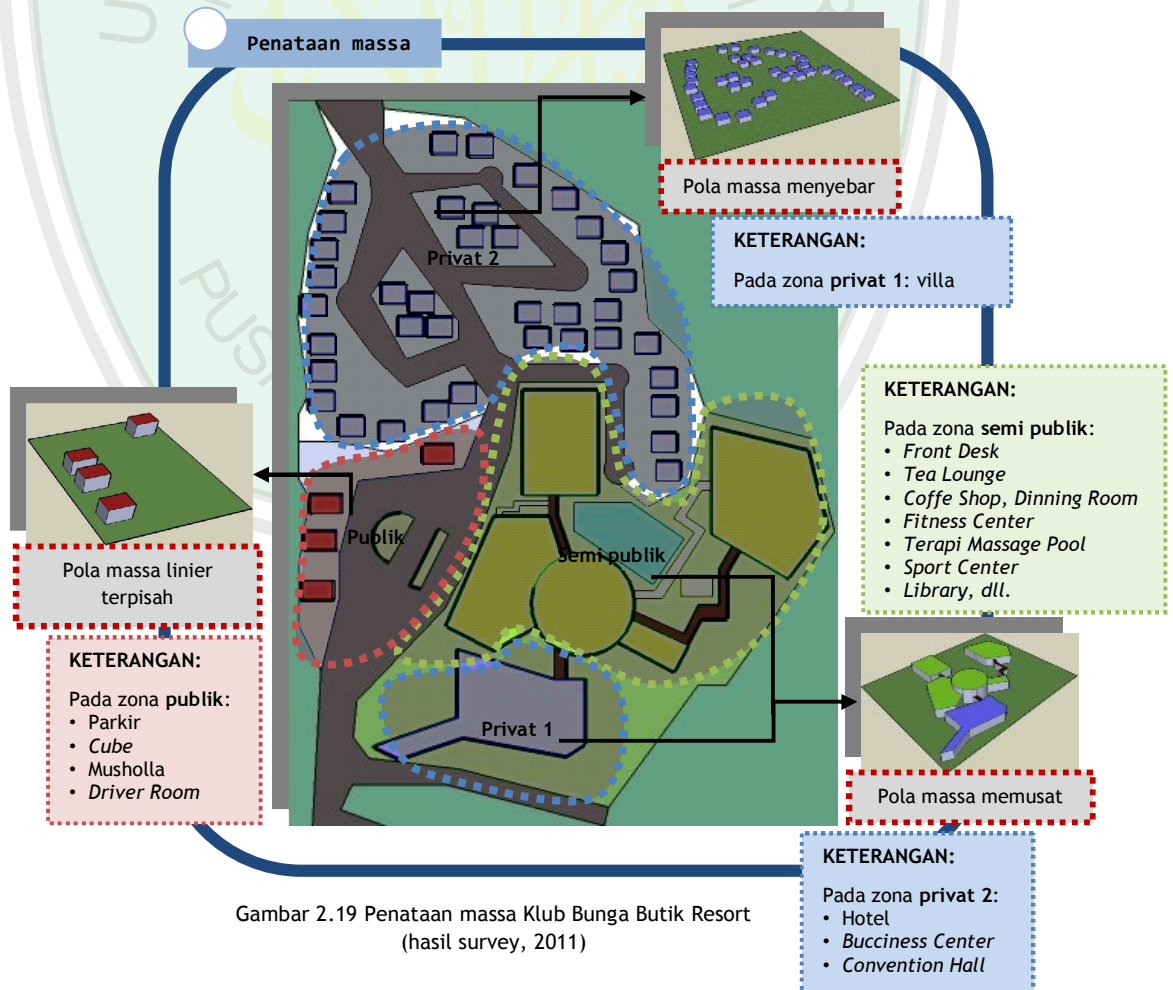 Penataan massa
Pola massa menyebar
KETERANGAN:
Pada zona privat 1: villa
Privat 2
KETERANGAN:
Pada zona semi publik:
• Front Desk
• Tea Lounge
• Coffe Shop, Dinning Room
• Fitness Center
• Terapi Massage Pool
• Sport Center
• Library, dll.
Publik
Semi publik
Pola massa linier
terpisah
KETERANGAN:
Pada zona publik:
• Parkir
• Cube
• Musholla
• Driver Room
Privat 1
Pola massa memusat
KETERANGAN:
Pada zona privat 2:
• Hotel
• Bucciness Center
• Convention Hall
Gambar 2.19 Penataan massa Klub Bunga Butik Resort
(hasil survey, 2011)